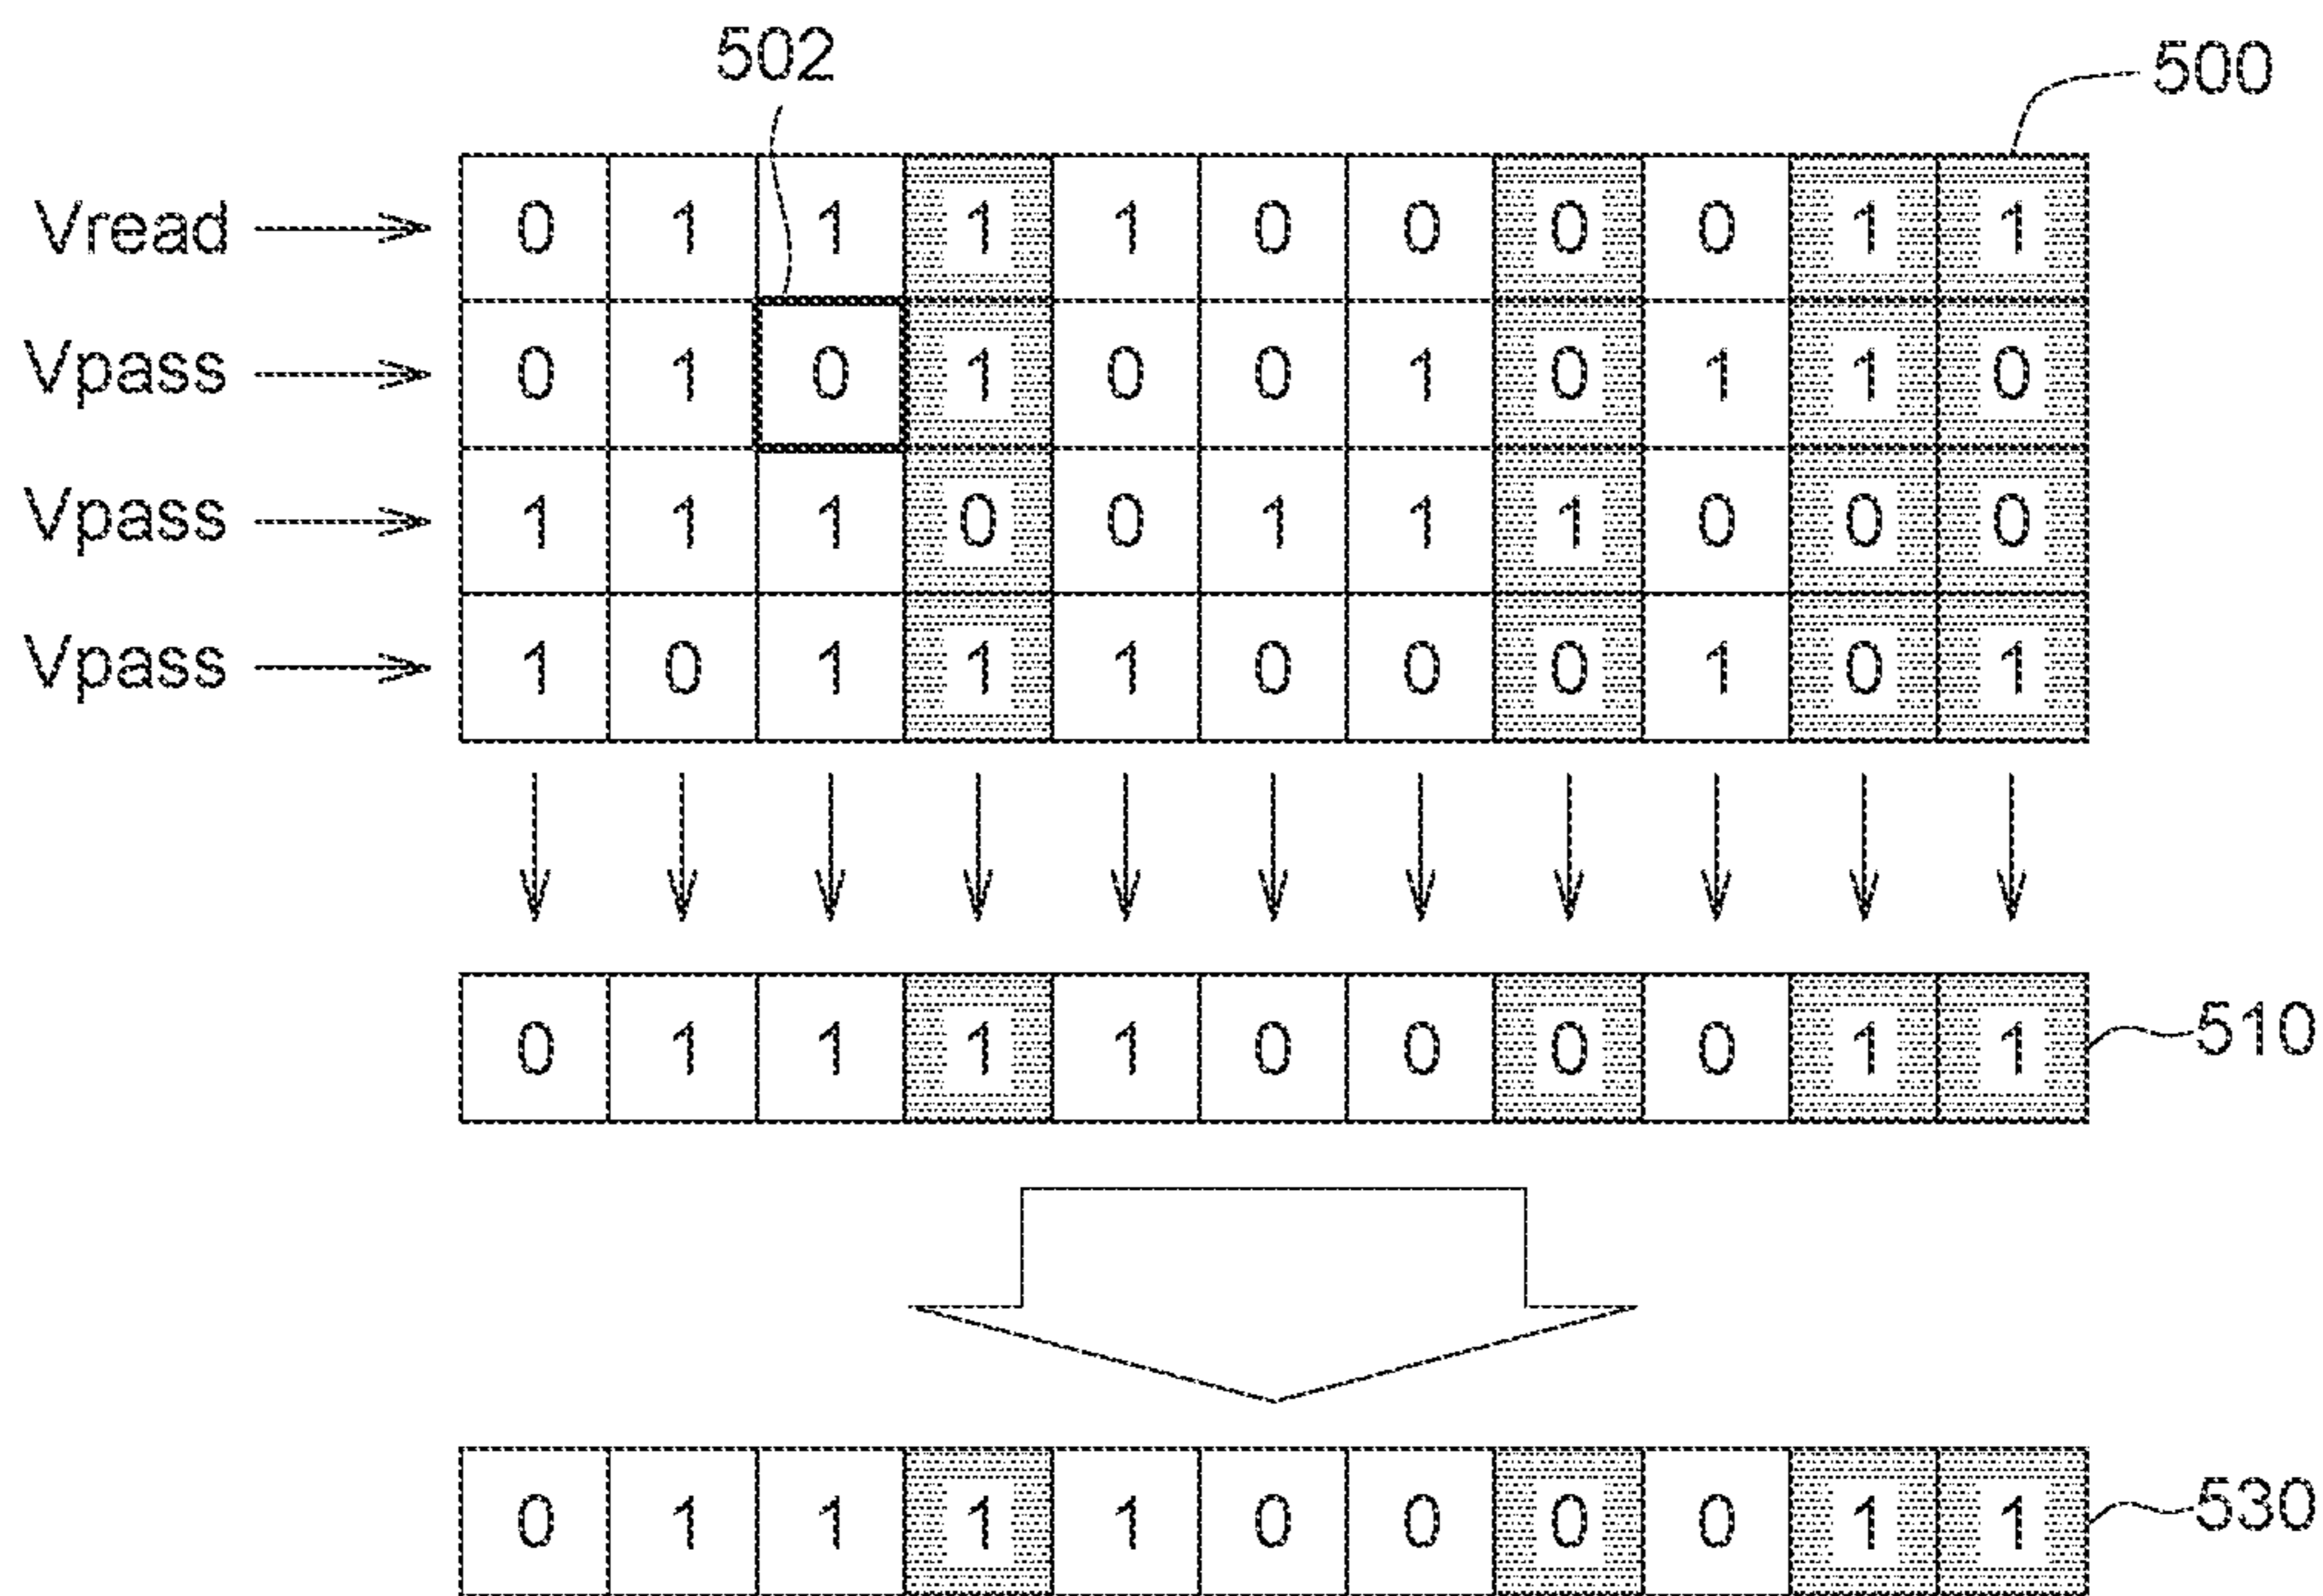 502
500
Vread 0 1 1 1 1 0 0 0 0 1 1
Vpass 0 1 0 1 0 0 1 0 1 1 0
Vpass 1 1 1 0 0 1 1 1 0 0 0
Vpass 1 0 1 1 1 0 0 0 1 0 1
0 1 1 1 1 0 0 0 0 1 1 510
0 1 1 1 1 0 0 0 0 1 1 530